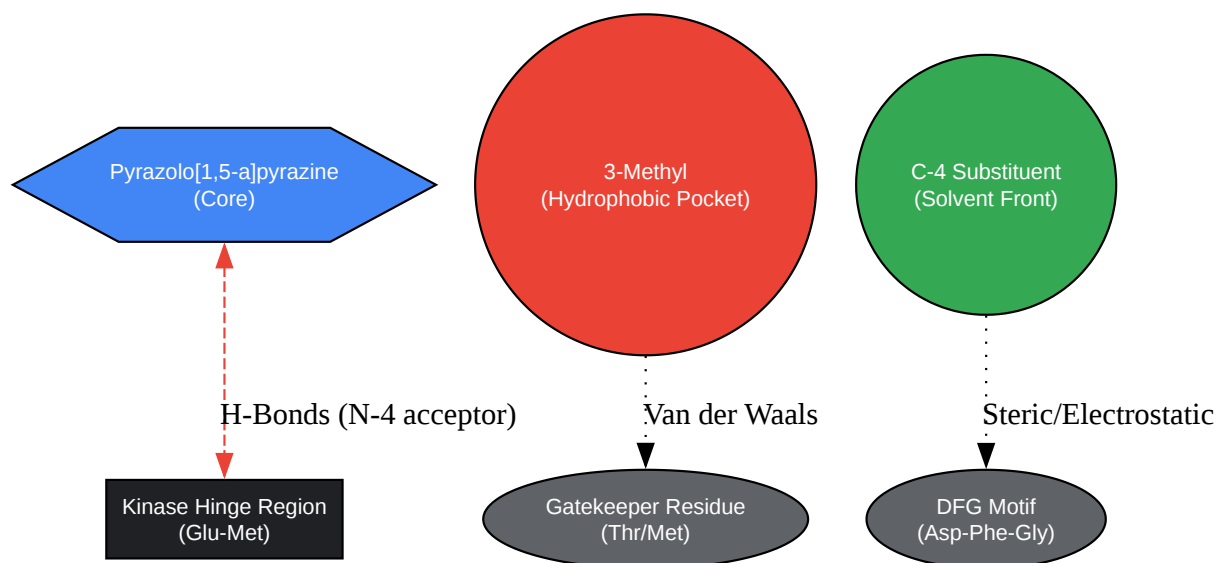 Pyrazolo[1,5-a]pyrazine
(Core)
3-Methyl
(Hydrophobic Pocket)
C-4 Substituent
(Solvent Front)
H-Bonds (N-4 acceptor)
Van der Waals
Steric/Electrostatic
Kinase Hinge Region
(Glu-Met)
Gatekeeper Residue
(Thr/Met)
DFG Motif
(Asp-Phe-Gly)